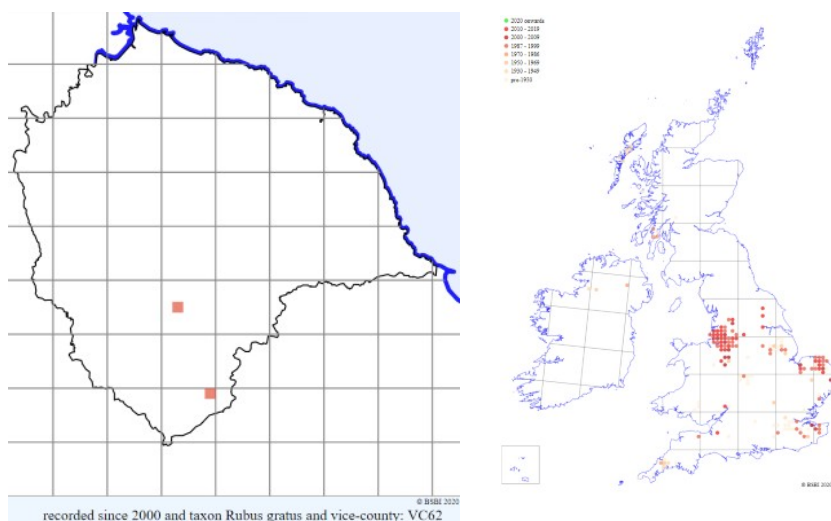 © BSBI 2020
recorded since 2000 and taxon Rubus gratus and vice-county: VC62
2020 onwards
2010 - 2019
2000 - 2009
1987 - 1999
1970 - 1986
1950 - 1969
1930 - 1949
pre-1930
© BSBI 2020